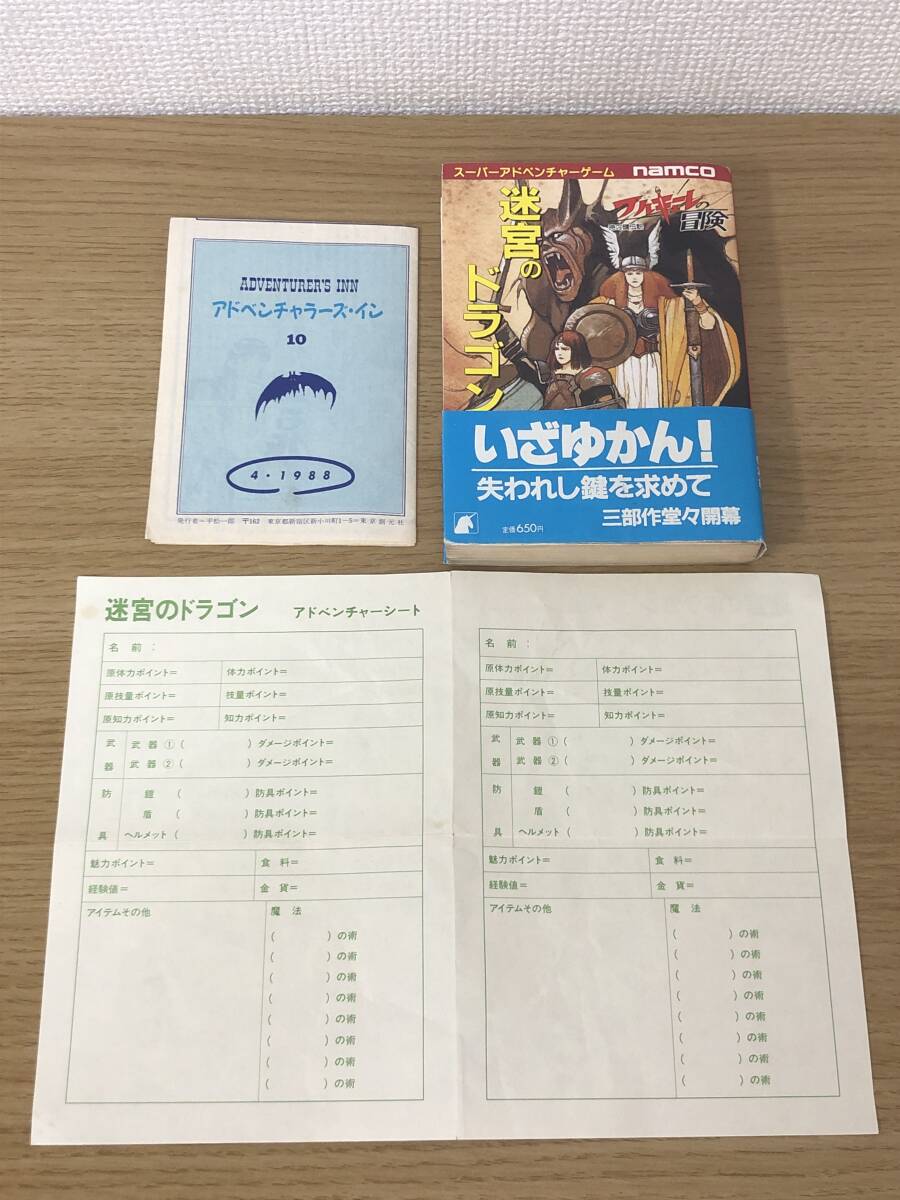 ADVENTURER'S INN
アドベンチャラーズ・イン
10
4・1988
発行者＝平松一郎 〒162 東京都新宿区新小川町1－5＝東京創元社
スーパーアドベンチャーゲーム namco
ワルキューレの冒険
迷宮の
ドラゴン
いざゆかん!
失われし鍵を求めて
三部作堂々開幕
定価650円
迷宮のドラゴン アドベンチャーシート
名 前 :
原体力ポイント= 体力ポイント=
原技量ポイント= 技量ポイント=
原知力ポイント= 知力ポイント=
武 武 器 ①( )ダメージポイント=
器 武 器 ②( )ダメージポイント=
防 鎧 ( )防具ポイント=
盾 ( )防具ポイント=
具 ヘルメット ( )防具ポイント=
魅力ポイント= 食 料=
経験値= 金 貨=
アイテムその他 魔 法
( )の術
( )の術
( )の術
( )の術
( )の術
( )の術
( )の術
( )の術
名 前 :
原体力ポイント= 体力ポイント=
原技量ポイント= 技量ポイント=
原知力ポイント= 知力ポイント=
武 武 器 ①( )ダメージポイント=
器 武 器 ②( )ダメージポイント=
防 鎧 ( )防具ポイント=
盾 ( )防具ポイント=
具 ヘルメット ( )防具ポイント=
魅力ポイント= 食 料=
経験値= 金 貨=
アイテムその他 魔 法
( )の術
( )の術
( )の術
( )の術
( )の術
( )の術
( )の術
( )の術